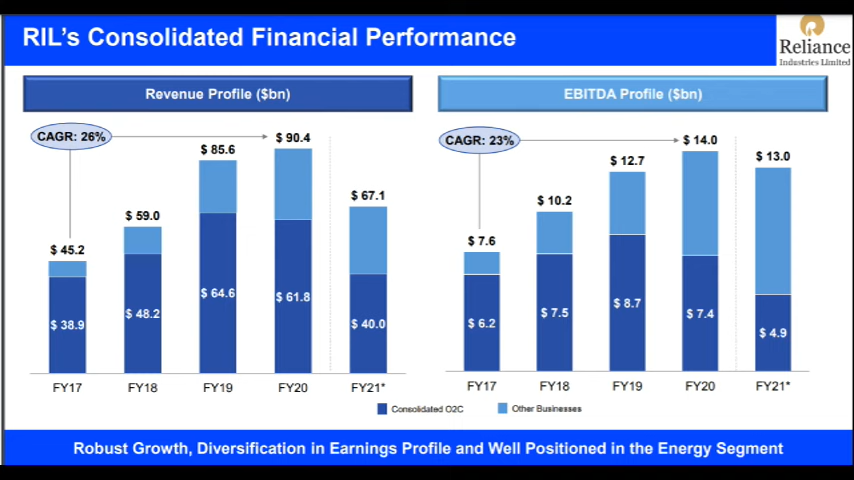 RIL's Consolidated Financial Performance
Reliance
Industries Limited
Revenue Profile ($bn)
CAGR: 26%
$ 45.2
$ 59.0
$ 85.6
$ 90.4
$ 67.1
$ 38.9
$ 48.2
$ 64.6
$ 61.8
$ 40.0
FY17
FY18
FY19
FY20
FY21*
EBITDA Profile ($bn)
CAGR: 23%
$ 7.6
$ 10.2
$ 12.7
$ 14.0
$ 13.0
$ 6.2
$ 7.5
$ 8.7
$ 7.4
$ 4.9
FY17
FY18
FY19
FY20
FY21*
Consolidated O2C
Other Businesses
Robust Growth, Diversification in Earnings Profile and Well Positioned in the Energy Segment